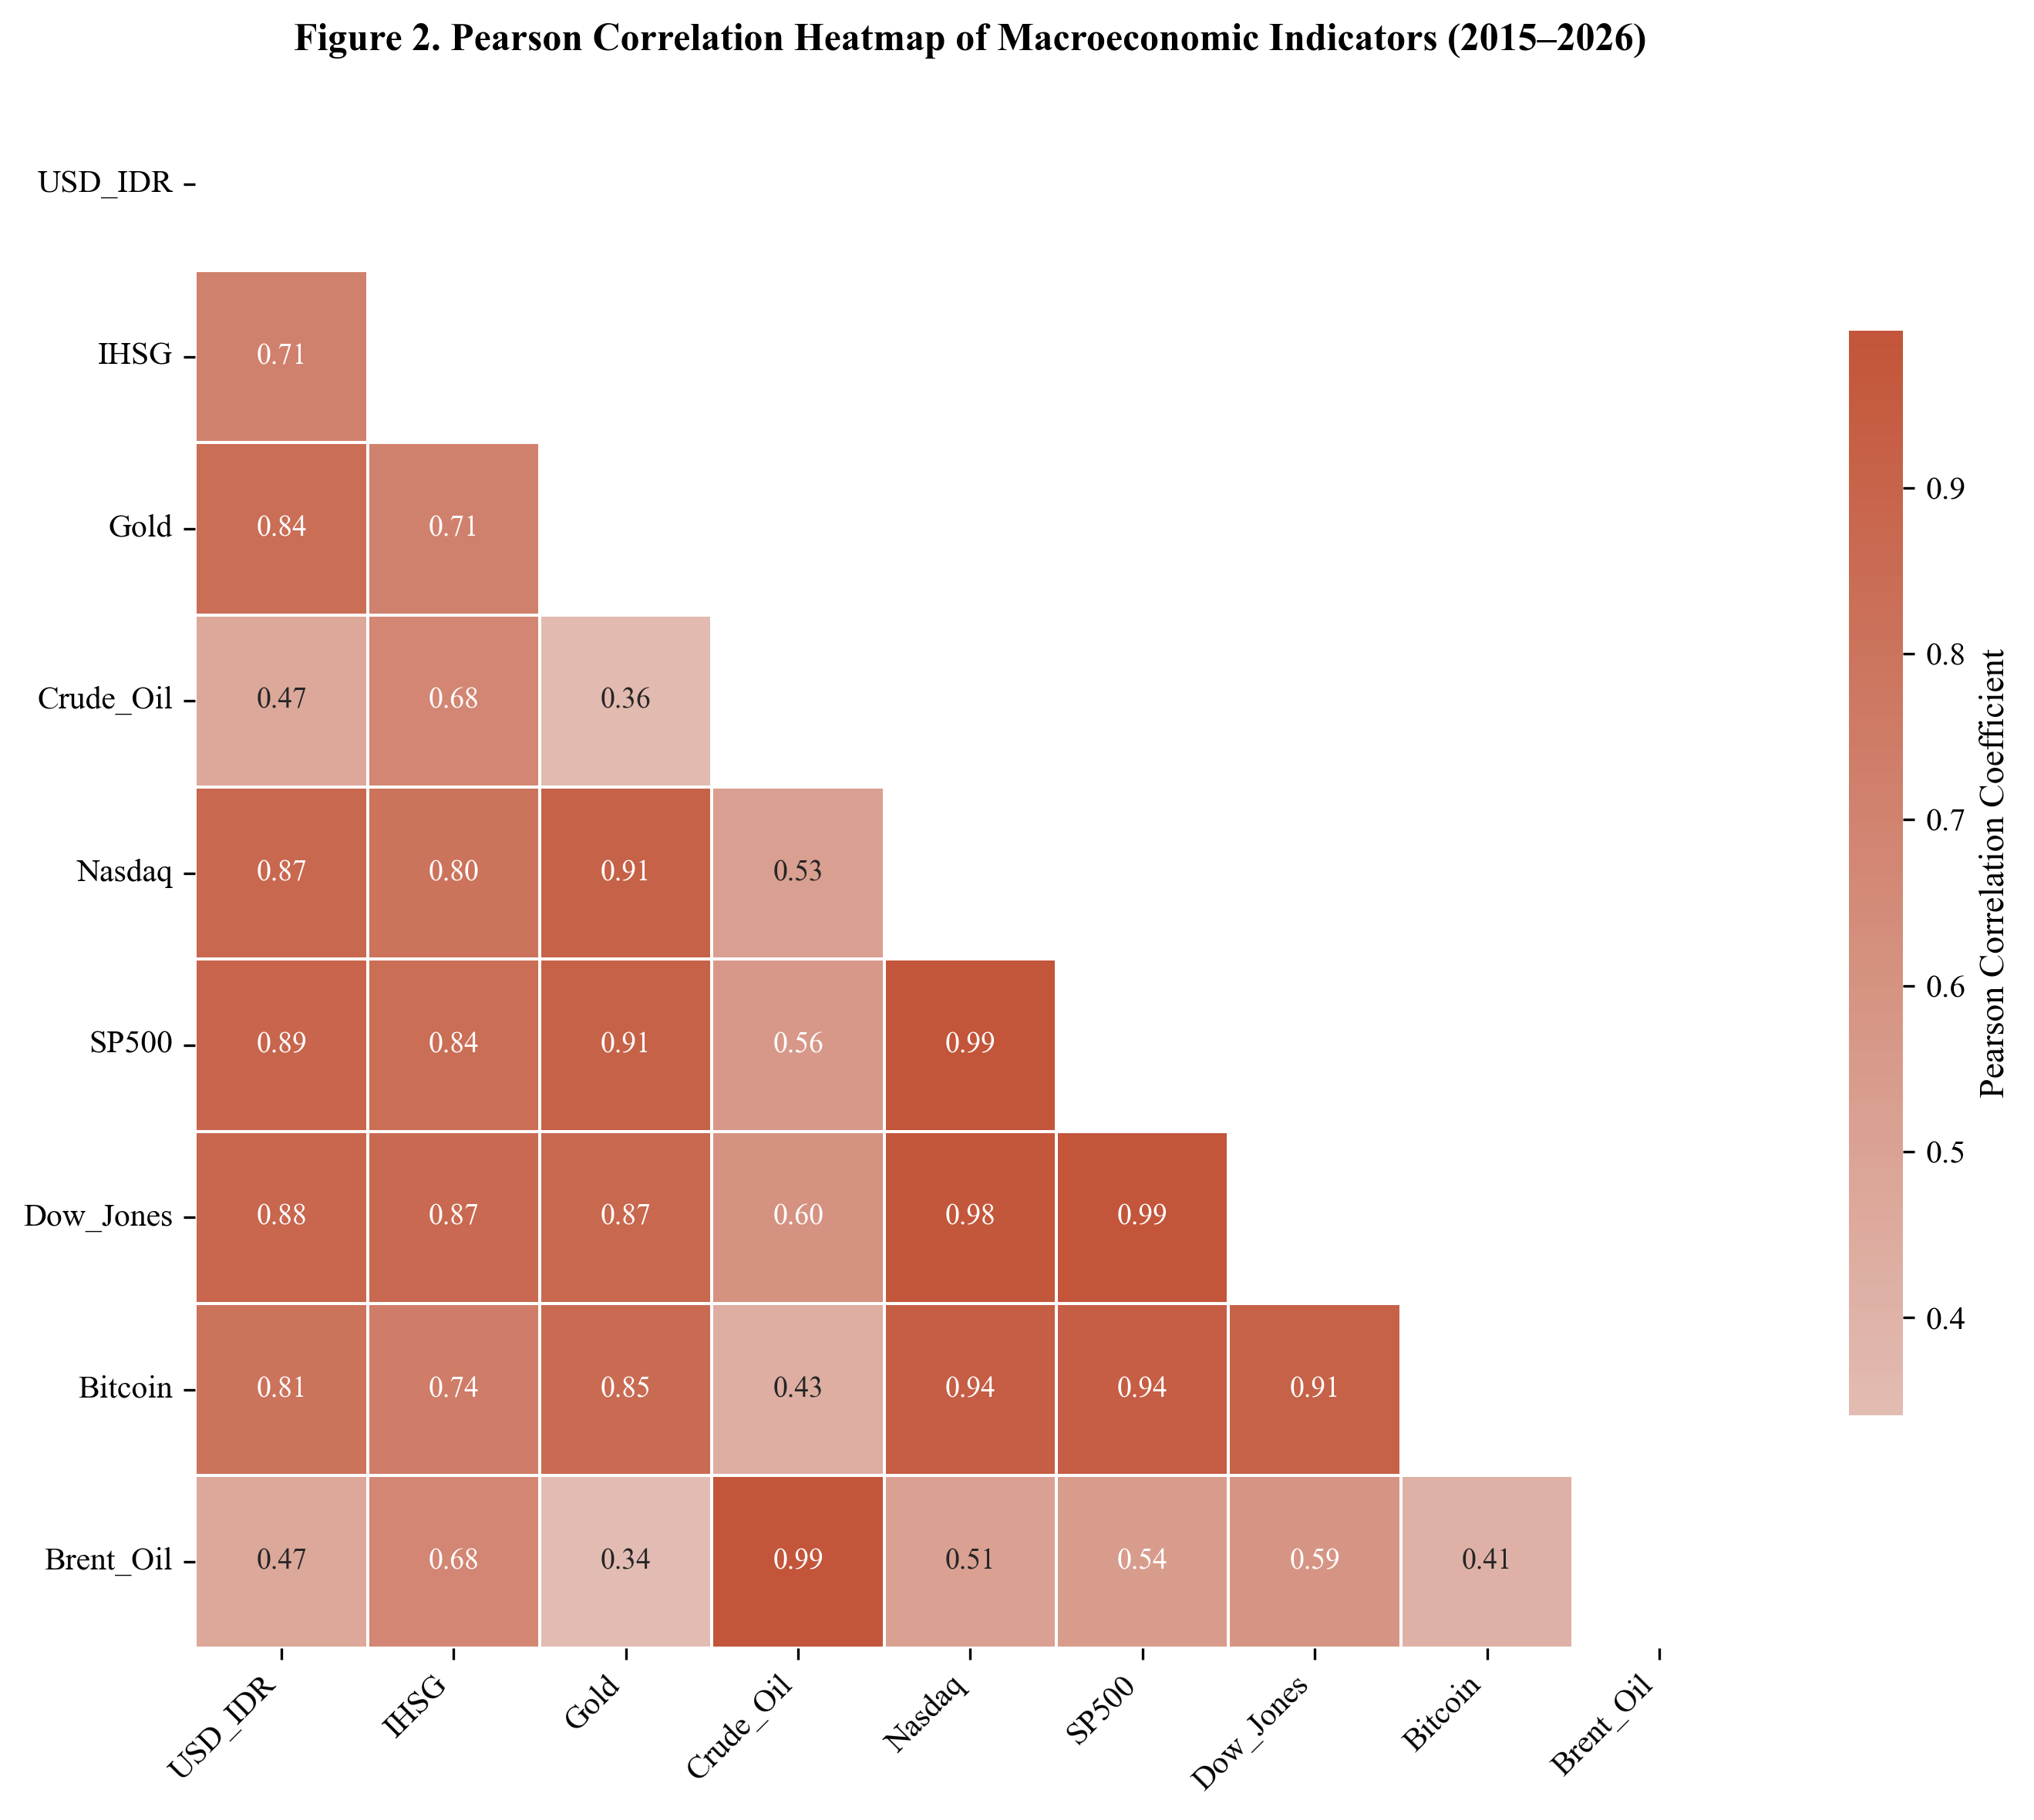 Figure 2. Pearson Correlation Heatmap of Macroeconomic Indicators (2015–2026)
USD_IDR
IHSG 0.71
Gold 0.84 0.71
Crude_Oil 0.47 0.68 0.36
Nasdaq 0.87 0.80 0.91 0.53
SP500 0.89 0.84 0.91 0.56 0.99
Dow_Jones 0.88 0.87 0.87 0.60 0.98 0.99
Bitcoin 0.81 0.74 0.85 0.43 0.94 0.94 0.91
Brent_Oil 0.47 0.68 0.34 0.99 0.51 0.54 0.59 0.41
USD_IDR IHSG Gold Crude_Oil Nasdaq SP500 Dow_Jones Bitcoin Brent_Oil
0.9
0.8
0.7
0.6
0.5
0.4
Pearson Correlation Coefficient